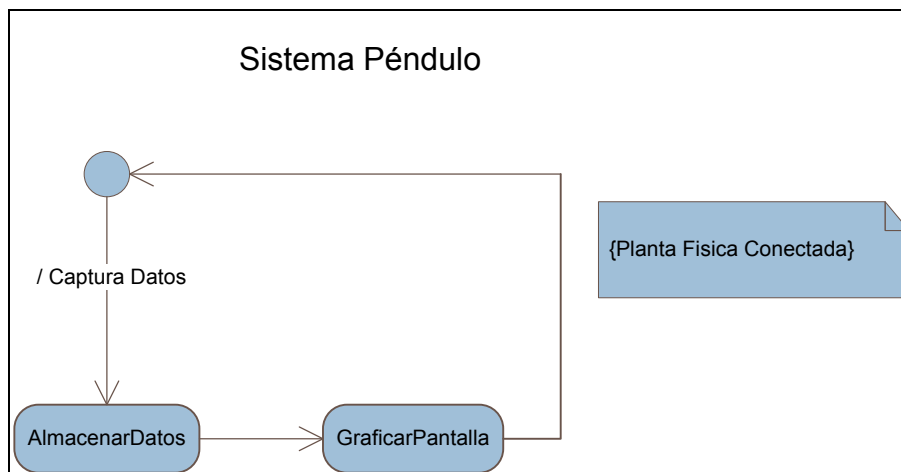 Sistema Péndulo
/ Captura Datos
{Planta Fisica Conectada}
AlmacenarDatos
GraficarPantalla